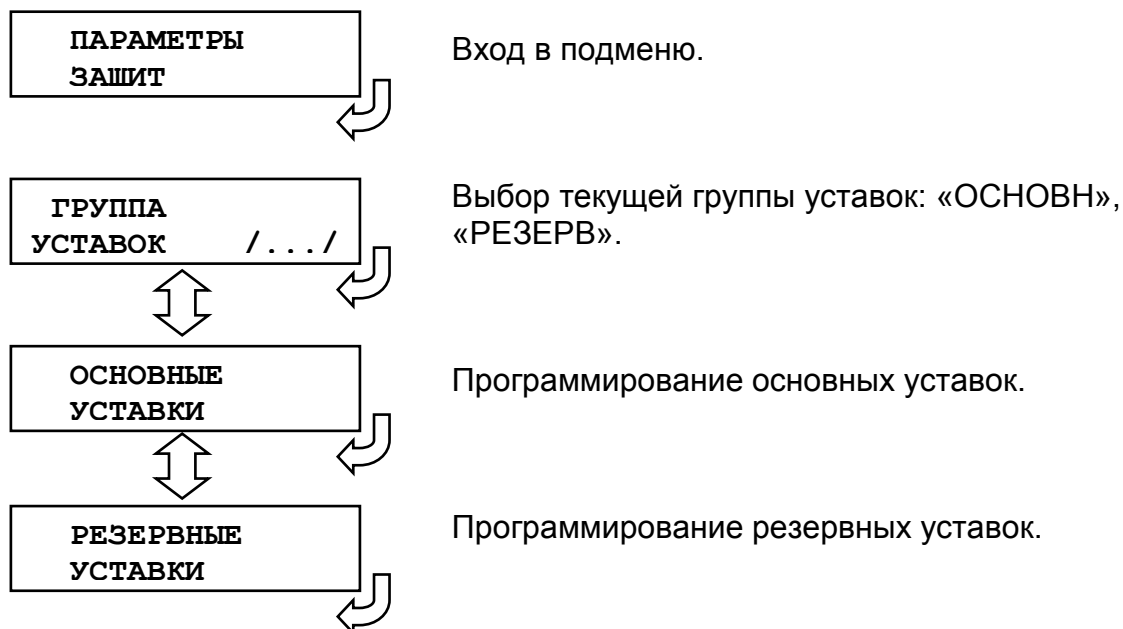 ПАРАМЕТРЫ
ЗАШИТ
Вход в подменю.
ГРУППА
УСТАВОК /.../
Выбор текущей группы уставок: «ОСНОВН»,
«РЕЗЕРВ».
ОСНОВНЫЕ
УСТАВКИ
Программирование основных уставок.
РЕЗЕРВНЫЕ
УСТАВКИ
Программирование резервных уставок.